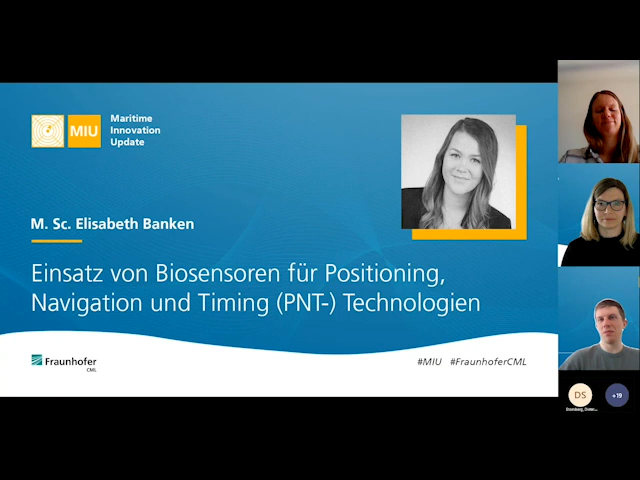 MIU
Maritime
Innovation
Update
M. Sc. Elisabeth Banken
Einsatz von Biosensoren für Positioning,
Navigation und Timing (PNT-) Technologien
Fraunhofer
CML
#MIU #FraunhoferCML
DS
+19